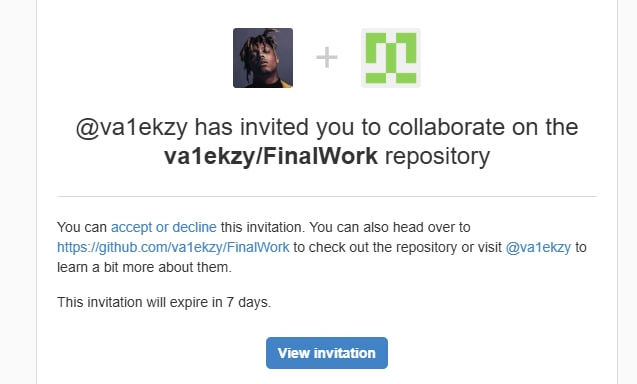 @va1ekzy has invited you to collaborate on the
va1ekzy/FinalWork repository
You can accept or decline this invitation. You can also head over to
https://github.com/va1ekzy/FinalWork to check out the repository or visit @va1ekzy to
learn a bit more about them.
This invitation will expire in 7 days.
View invitation